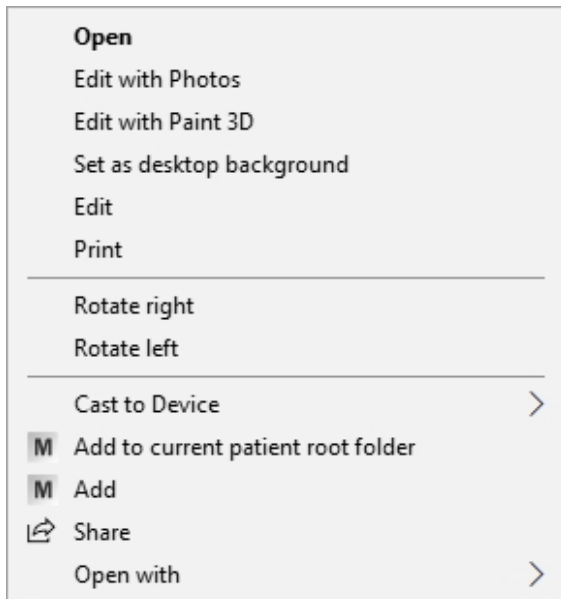 Open
Edit with Photos
Edit with Paint 3D
Set as desktop background
Edit
Print
Rotate right
Rotate left
Cast to Device
M Add to current patient root folder
M Add
Share
Open with